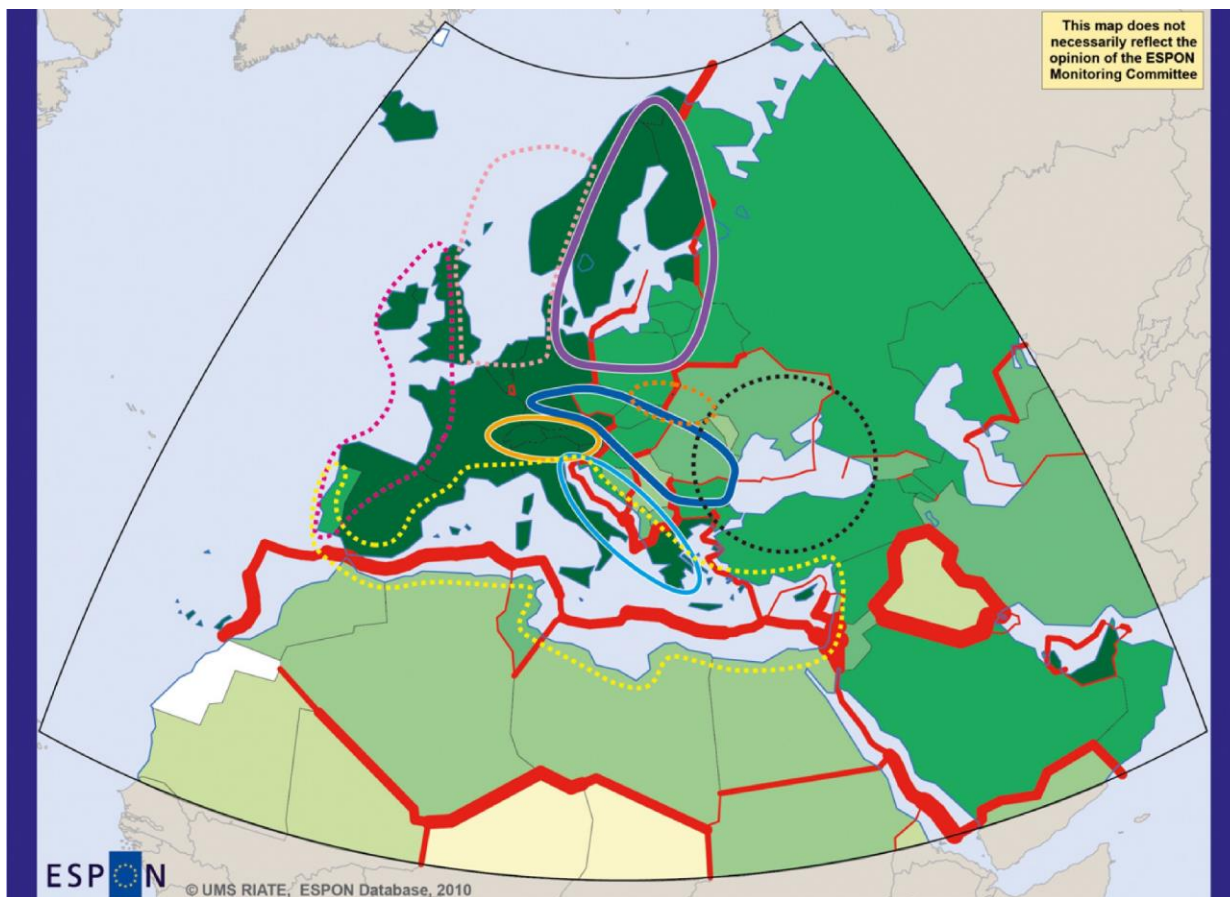 This map does not
necessarily reflect the
opinion of the ESPON
Monitoring Committee
ESPON
© UMS RIATE, ESPON Database, 2010